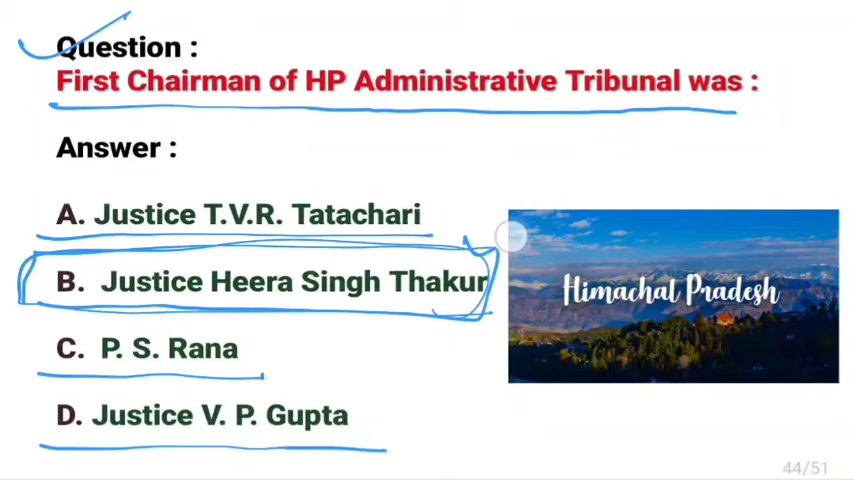 Question :
First Chairman of HP Administrative Tribunal was :
Answer :
A. Justice T.V.R. Tatachari
B. Justice Heera Singh Thakur
C. P. S. Rana
D. Justice V. P. Gupta
Himachal Pradesh
44/51